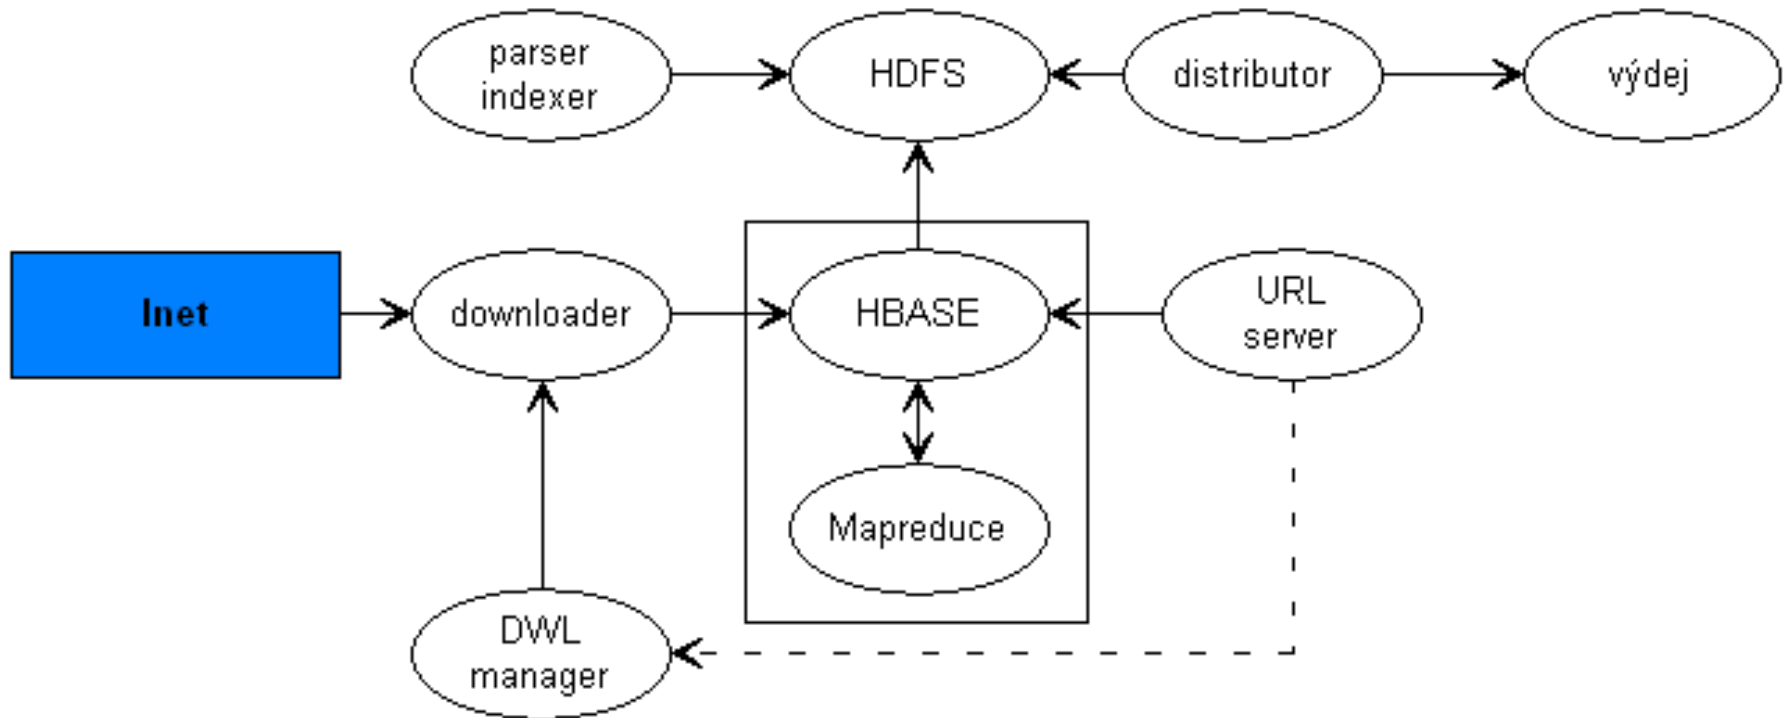 parser
indexer
HDFS
distributor
výdej
Inet
downloader
HBASE
URL
server
Mapreduce
DWL
manager